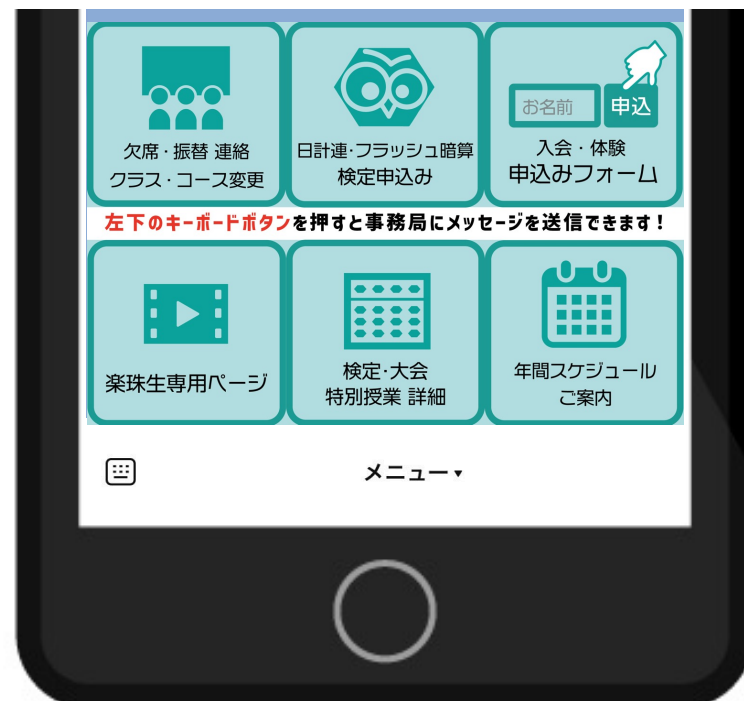 欠席・振替 連絡
クラス・コース変更
日計連・フラッシュ暗算
検定申込み
お名前 申込
入会・体験
申込みフォーム
左下のキーボードボタンを押すと事務局にメッセージを送信できます！
楽珠生専用ページ
検定・大会
特別授業 詳細
年間スケジュール
ご案内
メニュー▼